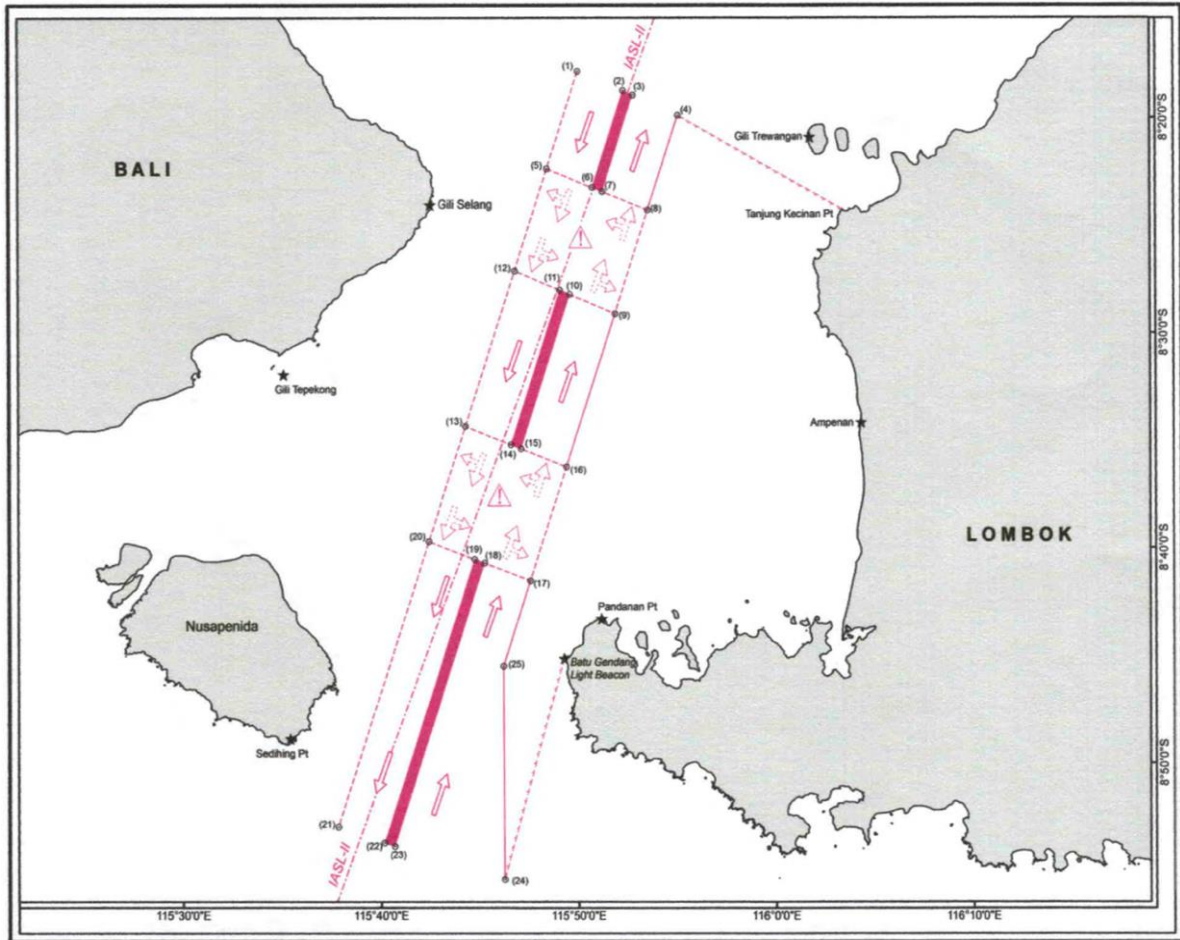 IASL-II
(1)
(2)
(3)
(4)
8°20'0"S
Gili Trewangan
BALI
(5)
(6)
(7)
(8)
Gili Selang
Tanjung Kecinan Pt
(12)
(11)
(10)
(9)
8°30'0"S
Gili Tepekong
(13)
(14)
(15)
(16)
Ampenan
LOMBOK
(20)
(19)
(18)
(17)
8°40'0"S
Nusapenida
Pandanan Pt
(25)
Batu Gendang
Light Beacon
Sedihing Pt
8°50'0"S
(21)
(22)
(23)
(24)
IASL-II
115°30'0"E
115°40'0"E
115°50'0"E
116°0'0"E
116°10'0"E